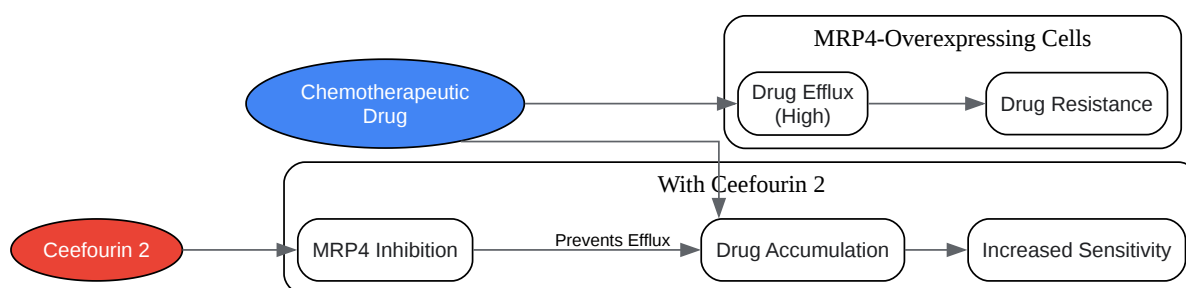 MRP4-Overexpressing Cells
Chemotherapeutic
Drug
Drug Efflux
(High)
Drug Resistance
With Ceefourin 2
Ceefourin 2
MRP4 Inhibition
Prevents Efflux
Drug Accumulation
Increased Sensitivity